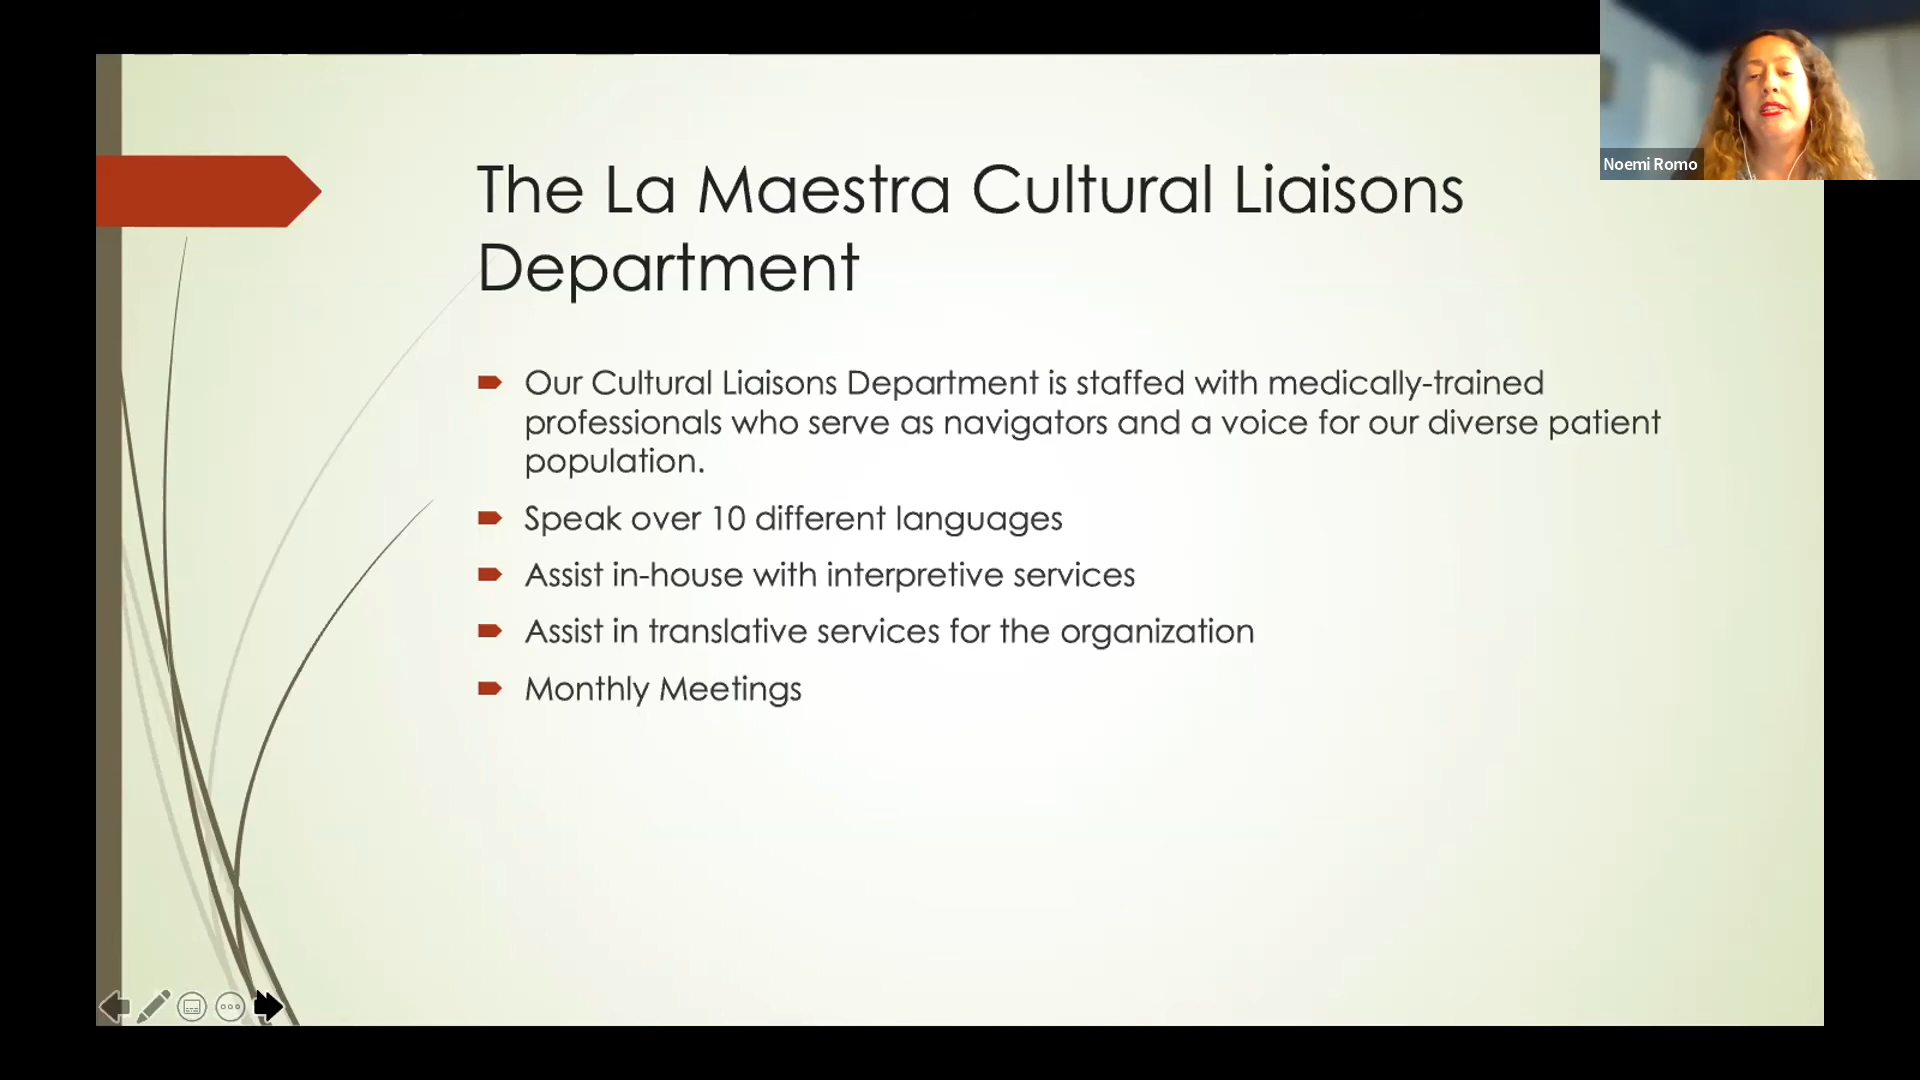 The La Maestra Cultural Liaisons
Department
Our Cultural Liaisons Department is staffed with medically-trained
professionals who serve as navigators and a voice for our diverse patient
population.
Speak over 10 different languages
Assist in-house with interpretive services
Assist in translative services for the organization
Monthly Meetings
Noemi Romo